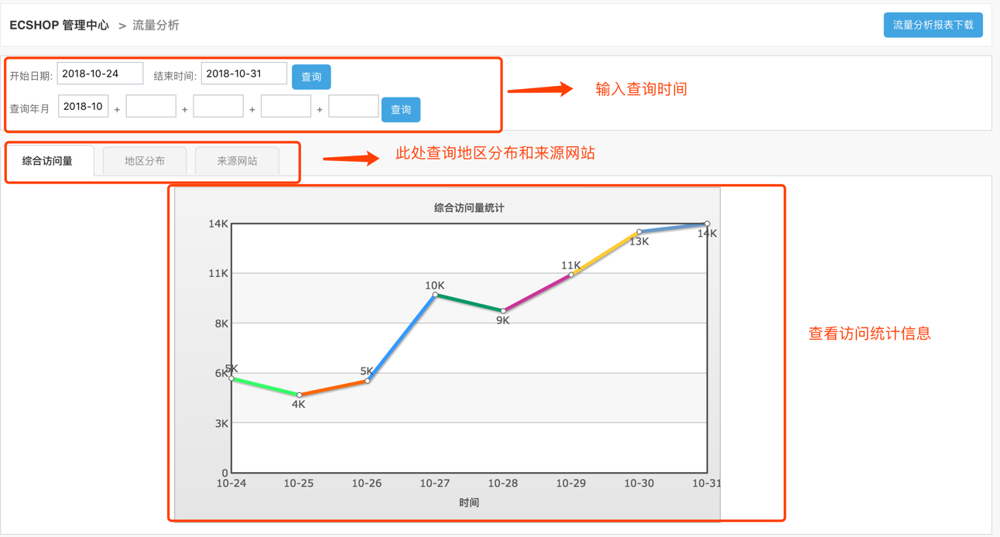 ECSHOP 管理中心 > 流量分析
流量分析报表下载
开始日期: 2018-10-24 结束时间: 2018-10-31 查询
查询年月 2018-10 + + + + 查询
输入查询时间
综合访问量 地区分布 来源网站
此处查询地区分布和来源网站
综合访问量统计
14K
11K
8K
6K
3K
0
5K
4K
5K
10K
9K
11K
13K
14K
10-24 10-25 10-26 10-27 10-28 10-29 10-30 10-31
时间
查看访问统计信息